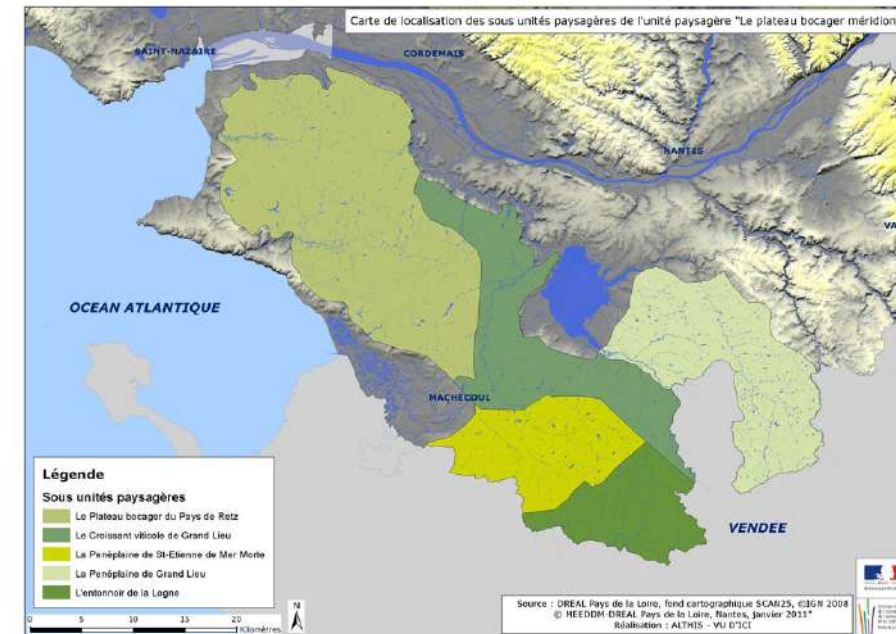 Carte de localisation des sous unités paysagères de l'unité paysagère "Le plateau bocager méridion
SAINT-NAZAIRE
CORDEMAIS
NANTES
VA
OCEAN ATLANTIQUE
MACHECOUL
VENDEE
Légende
Sous unités paysagères
Le Plateau bocager du Pays de Retz
Le Croissant viticole de Grand Lieu
La Penéplaine de St-Etienne de Mer Morte
La Penéplaine de Grand Lieu
L'entonnoir de la Logne
0 5 10 15 20
Kilomètres
N
Source : DREAL Pays de la Loire, fond cartographique SCAN25, ©IGN 2008
© MEEDDM-DREAL Pays de la Loire, Nantes, janvier 2011"
Réalisation : ALTHIS - VU D'ICI